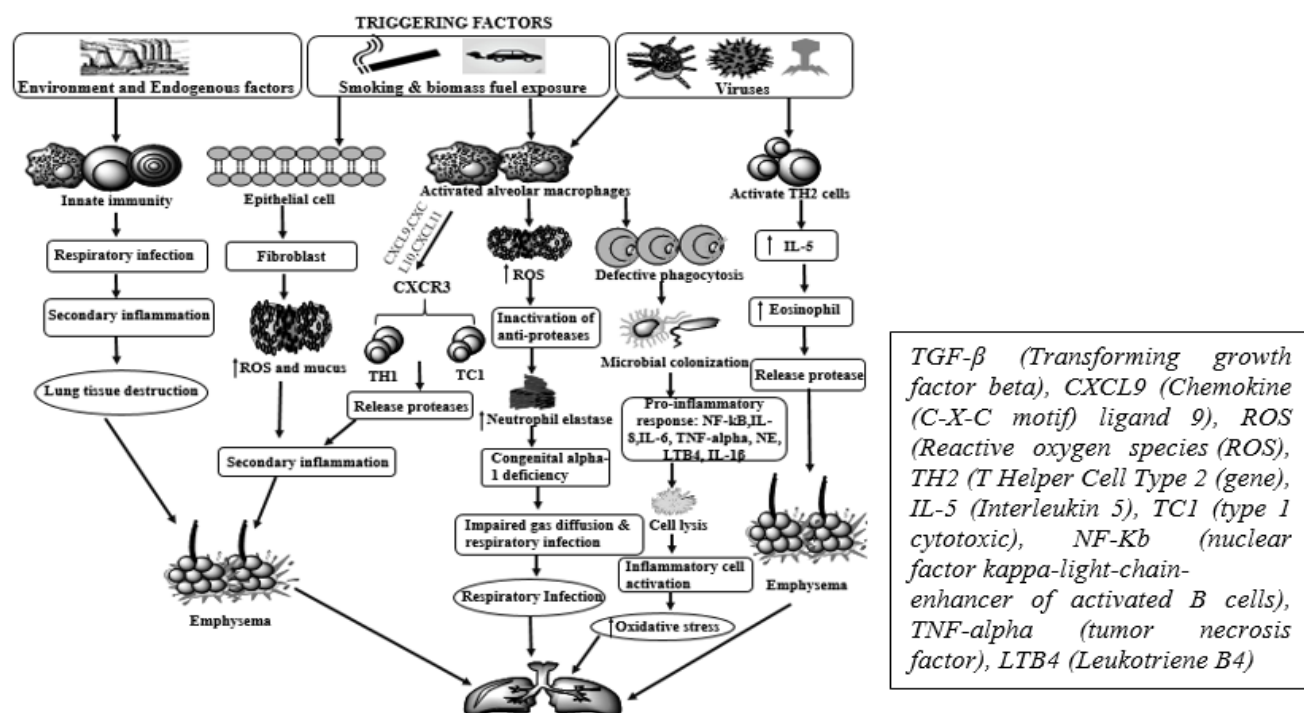 TRIGGERING FACTORS
Environment and Endogenous factors
Smoking & biomass fuel exposure
Viruses
Innate immunity
Epithelial cell
Activated alveolar macrophages
Activate TH2 cells
CXCL9;CXC
L10;CXCL11
Respiratory infection
Fibroblast
↑ROS
Defective phagocytosis
↑ IL-5
CXCR3
Secondary inflammation
Inactivation of
anti-proteases
↑Eosinophil
Microbial colonization
↑ROS and mucus
TH1
TC1
Release protease
Lung tissue destruction
Release proteases
↑Neutrophil elastase
Pro-inflammatory
response: NF-kB,IL-
8,IL-6, TNF-alpha, NE,
LTB4, IL-1β
Secondary inflammation
Congenital alpha-
1 deficiency
Cell lysis
Impaired gas diffusion &
respiratory infection
Inflammatory cell
activation
Emphysema
Respiratory Infection
Emphysema
↑Oxidative stress
TGF-β (Transforming growth
factor beta), CXCL9 (Chemokine
(C-X-C motif) ligand 9), ROS
(Reactive oxygen species (ROS),
TH2 (T Helper Cell Type 2 (gene),
IL-5 (Interleukin 5), TC1 (type 1
cytotoxic), NF-Kb (nuclear
factor kappa-light-chain-
enhancer of activated B cells),
TNF-alpha (tumor necrosis
factor), LTB4 (Leukotriene B4)